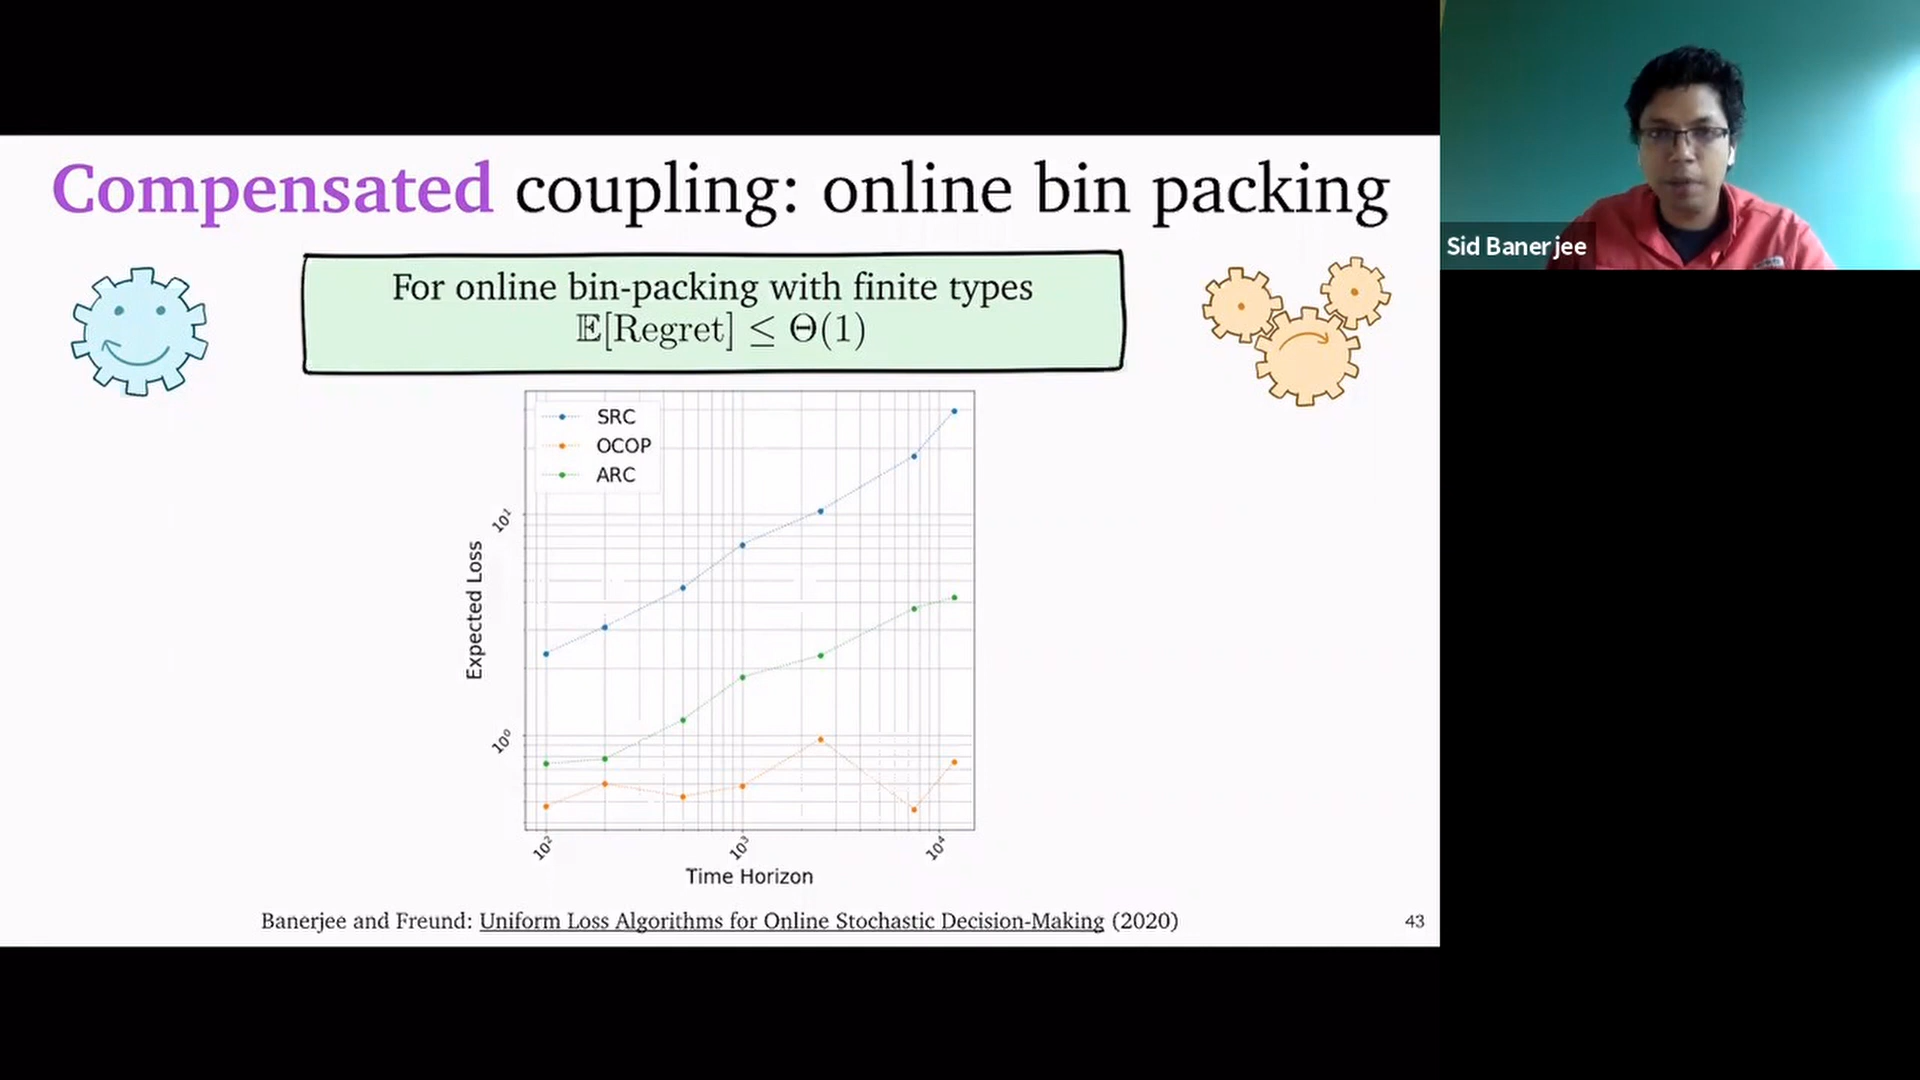 Compensated coupling: online bin packing
Sid Banerjee
For online bin-packing with finite types
𝔼[Regret] ≤ Θ(1)
SRC
OCOP
ARC
10¹
10⁰
Expected Loss
10² 10³ 10⁴
Time Horizon
Banerjee and Freund: Uniform Loss Algorithms for Online Stochastic Decision-Making (2020)
43